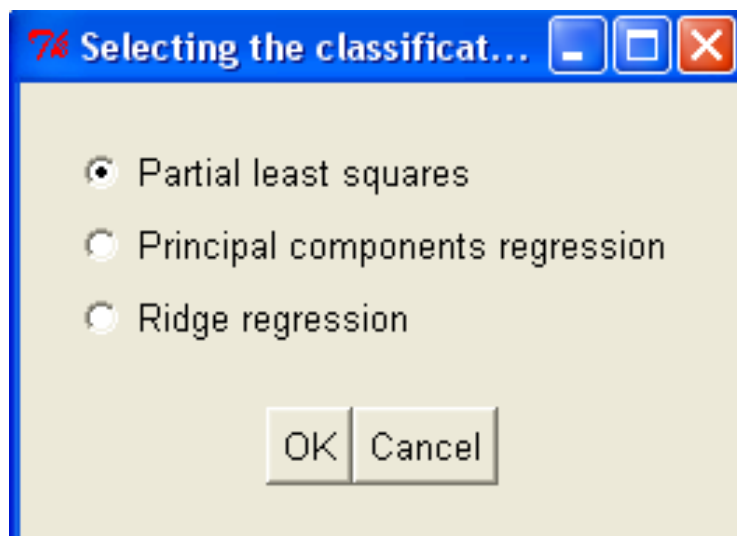 Selecting the classificat...
Partial least squares
Principal components regression
Ridge regression
OK Cancel